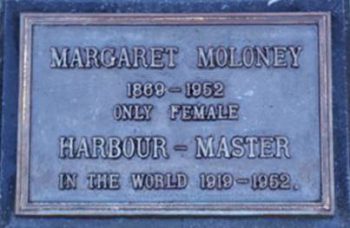 MARGARET MOLONEY
1869-1952
ONLY FEMALE
HARBOUR-MASTER
IN THE WORLD 1919-1952.